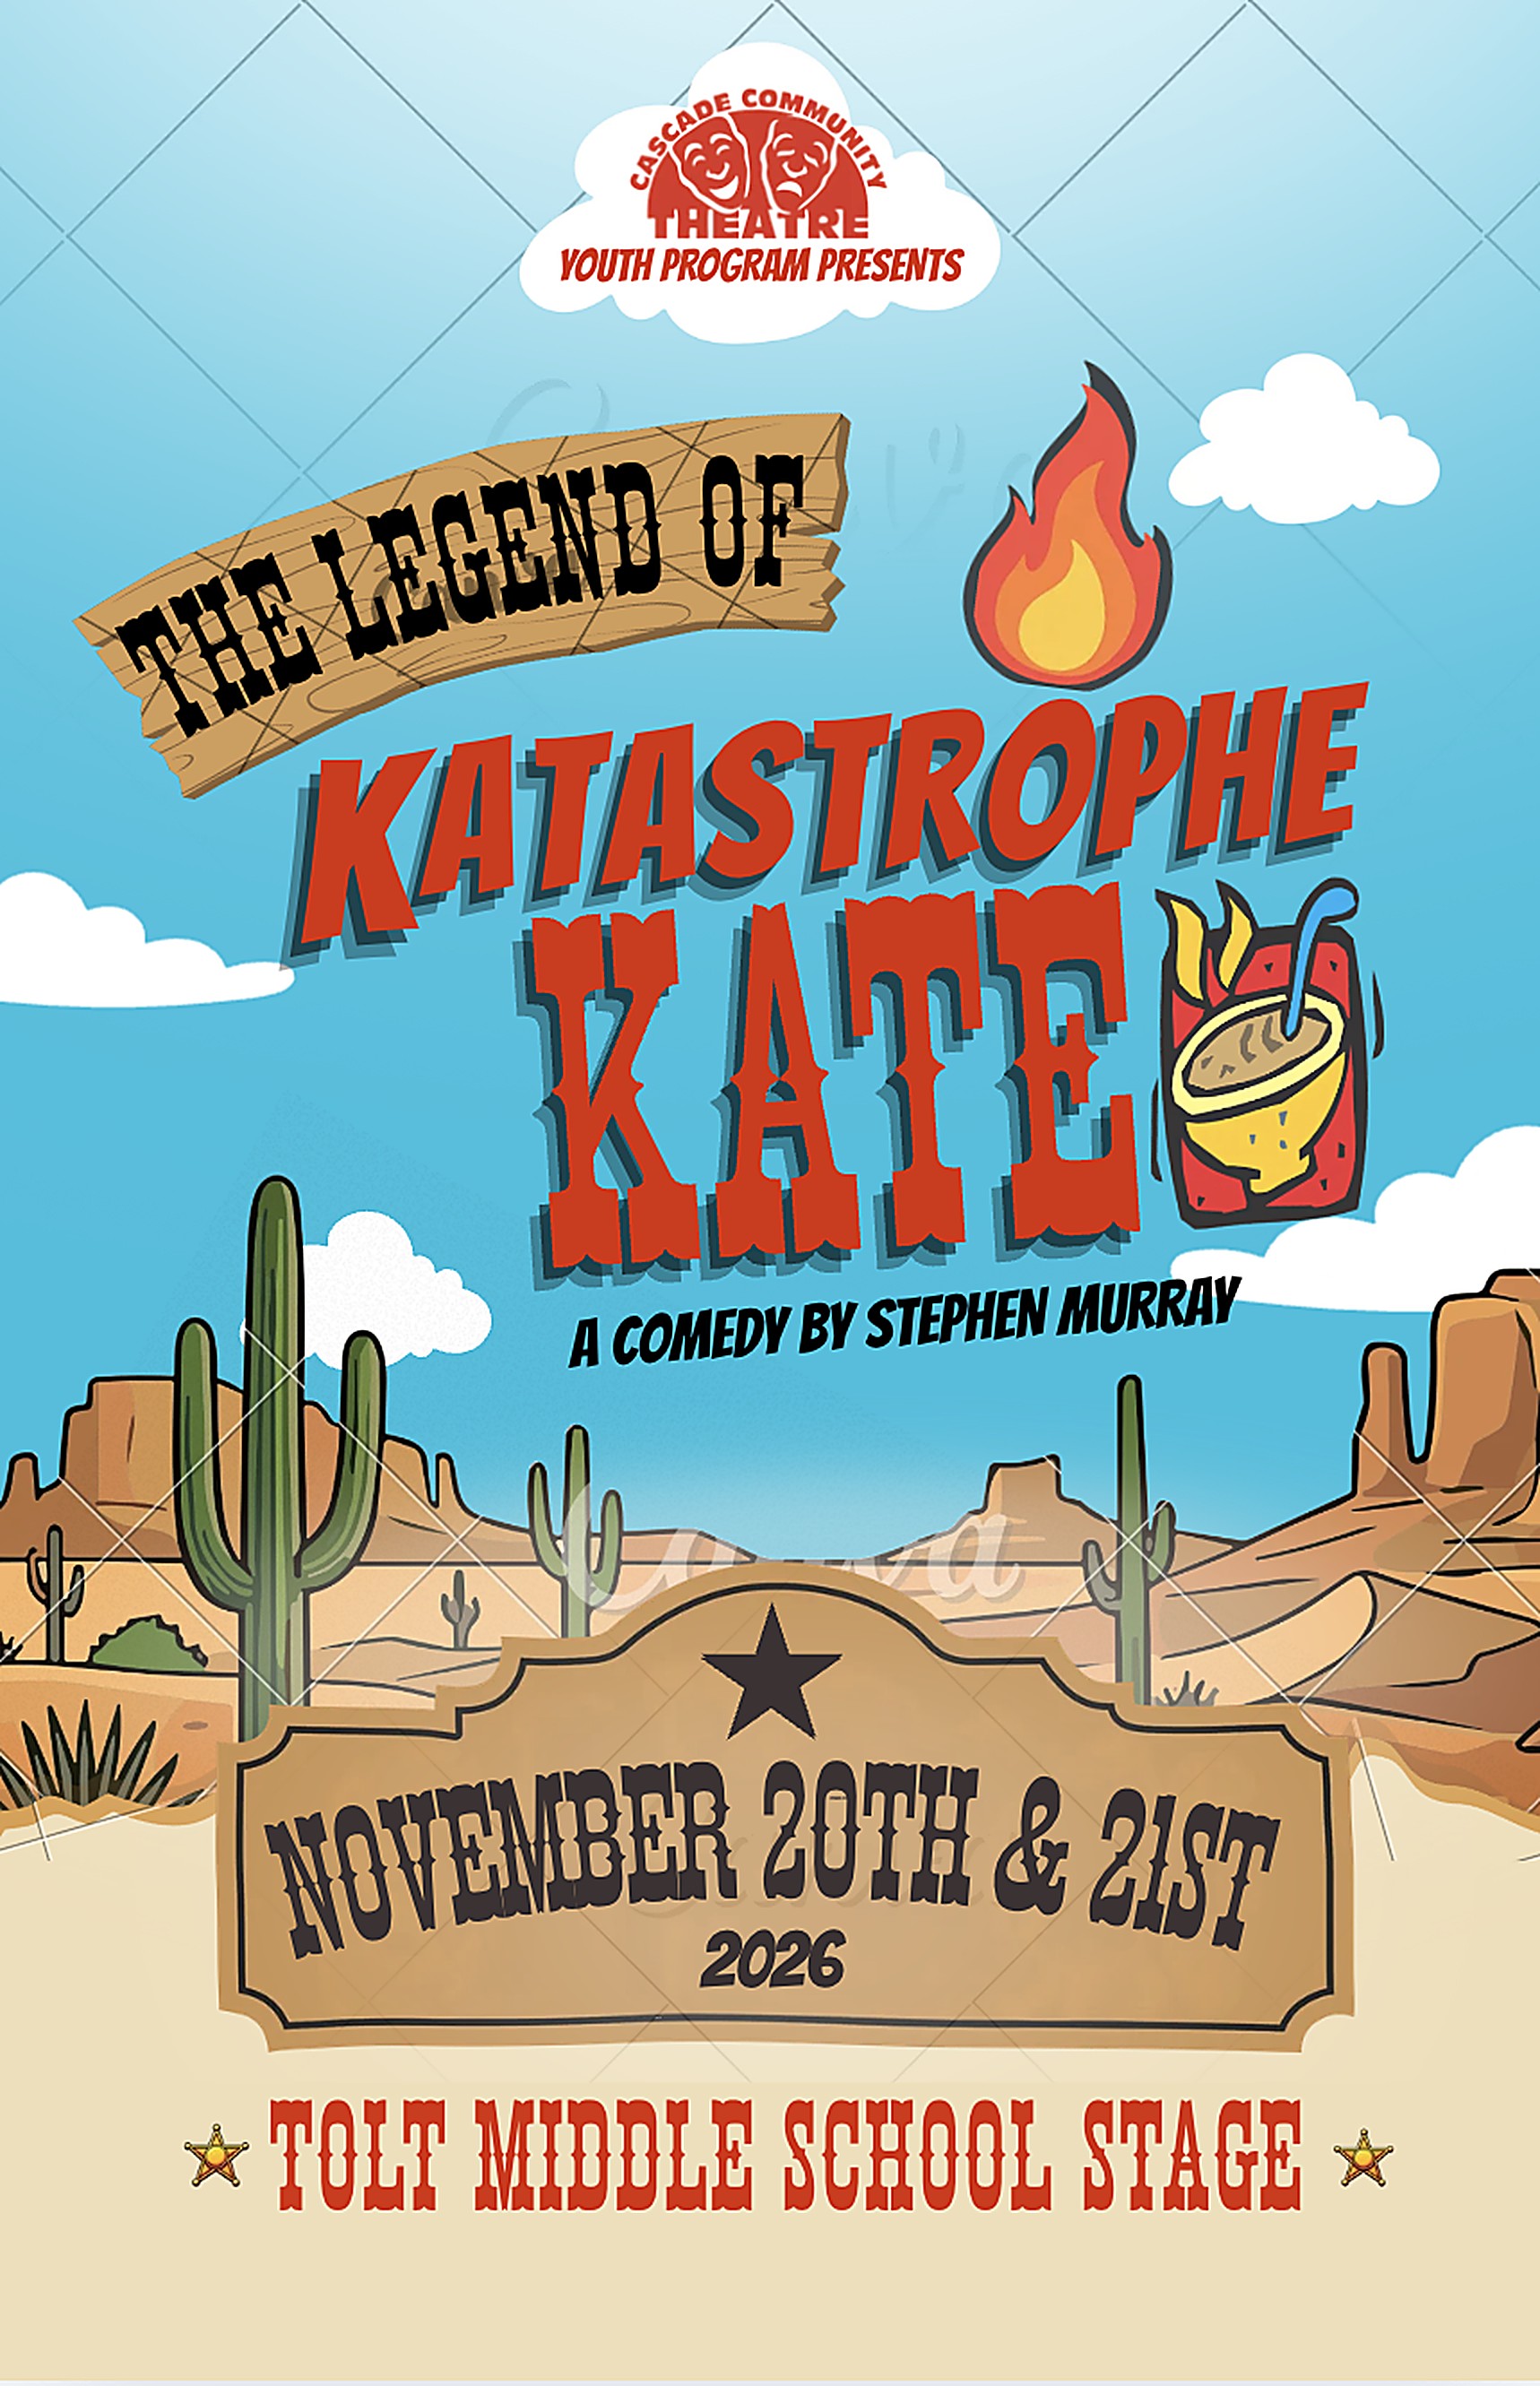 CASCADE COMMUNITY
THEATRE
YOUTH PROGRAM PRESENTS
THE LEGEND OF
KATASTROPHE
KATE
A COMEDY BY STEPHEN MURRAY
Canva
NOVEMBER 20TH & 21ST
2026
TOLT MIDDLE SCHOOL STAGE